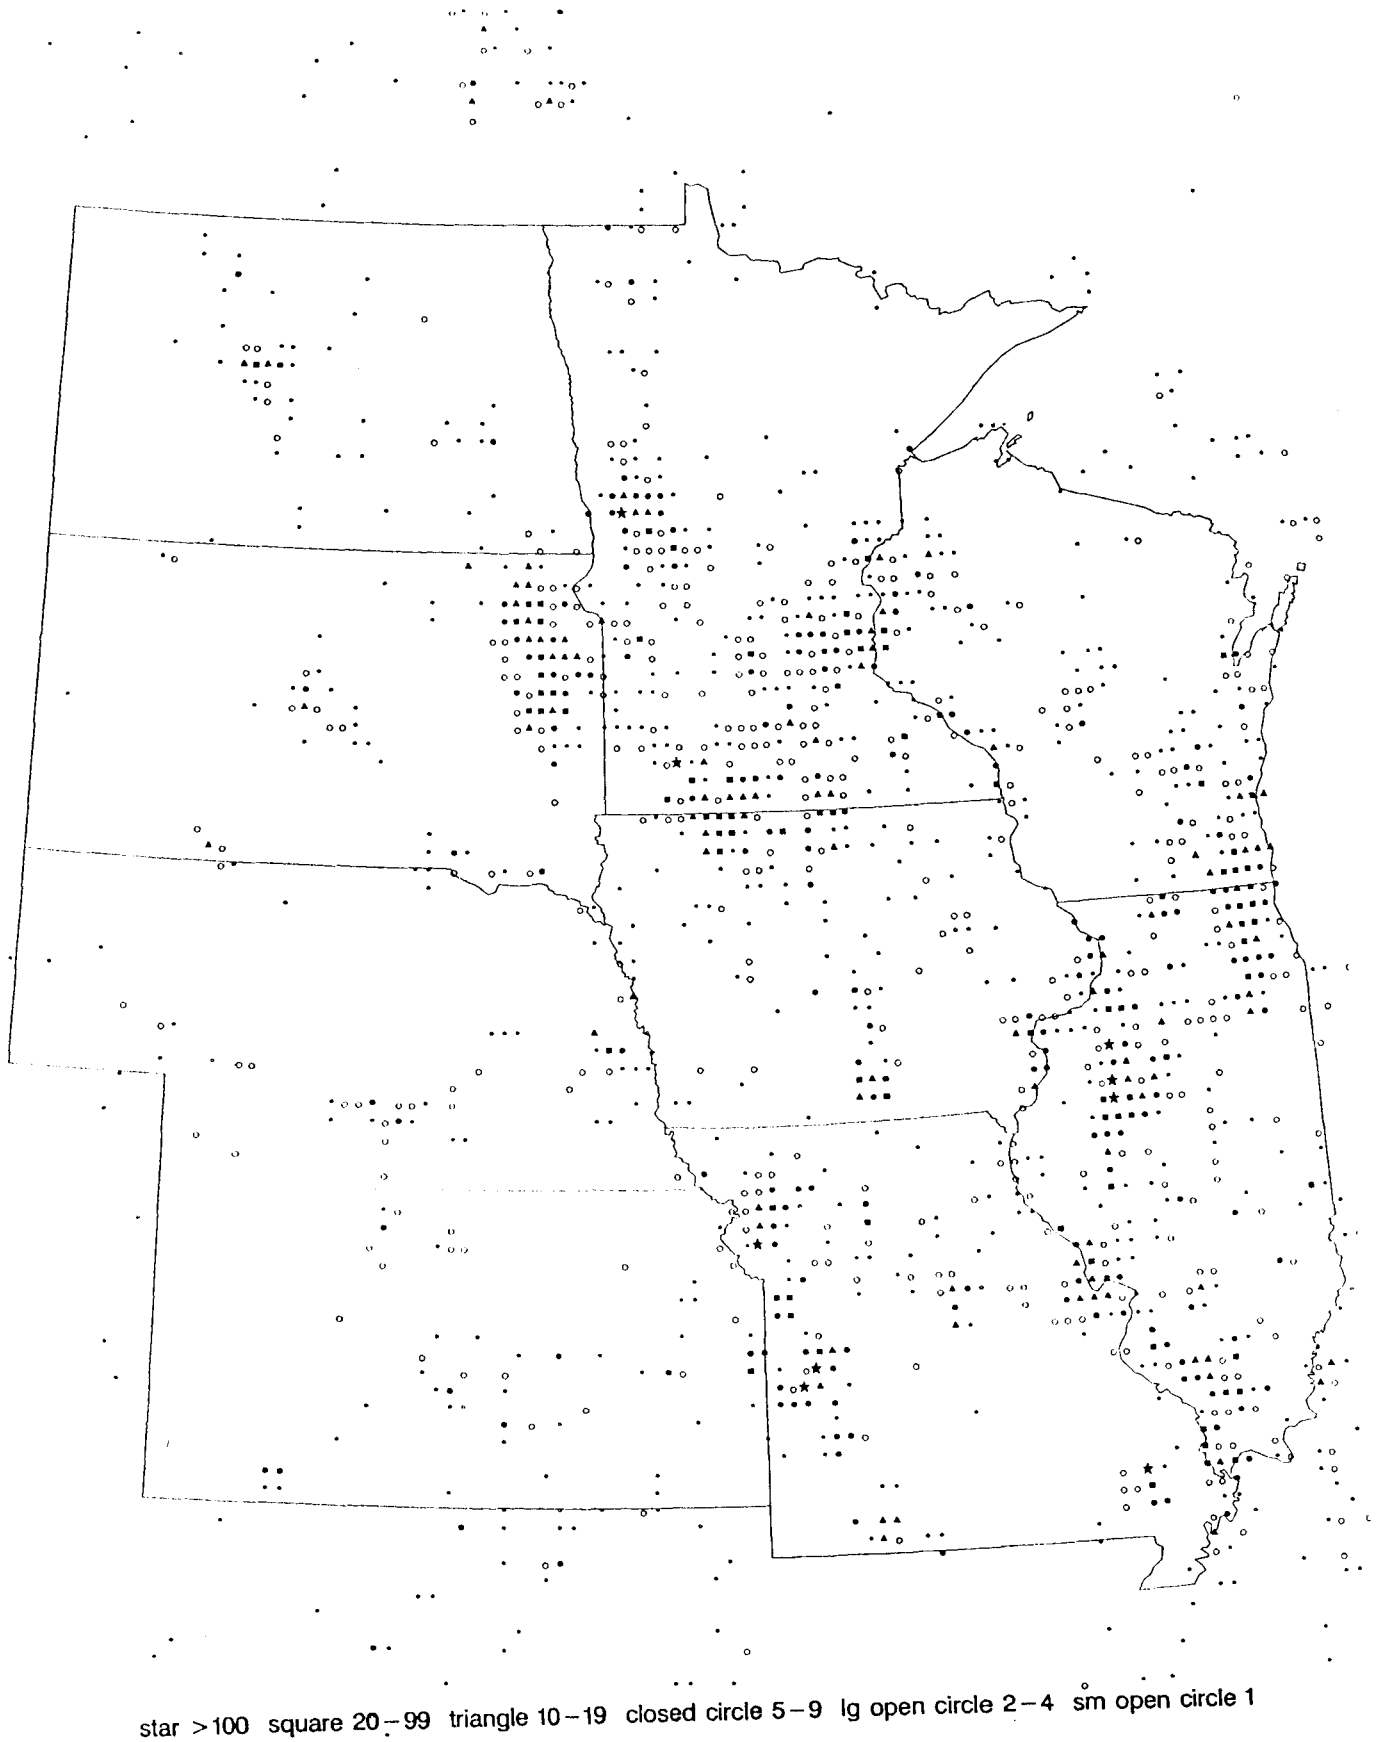 star >100 square 20–99 triangle 10–19 closed circle 5–9 lg open circle 2–4 sm open circle 1